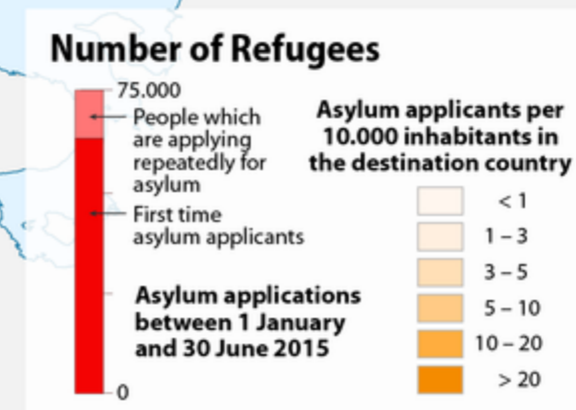 Number of Refugees
75.000
People which
are applying
repeatedly for
asylum
First time
asylum applicants
Asylum applications
between 1 January
and 30 June 2015
0
Asylum applicants per
10.000 inhabitants in
the destination country
< 1
1 – 3
3 – 5
5 – 10
10 – 20
> 20